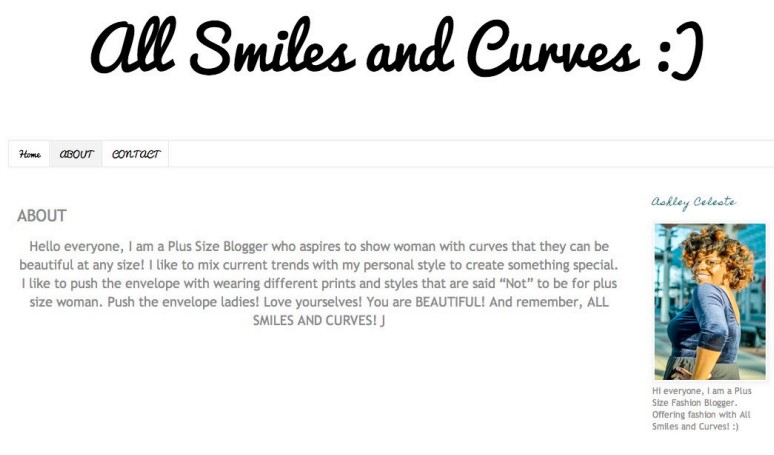 All Smiles and Curves :)
Home ABOUT CONTACT
ABOUT
Hello everyone, I am a Plus Size Blogger who aspires to show woman with curves that they can be
beautiful at any size! I like to mix current trends with my personal style to create something special.
I like to push the envelope with wearing different prints and styles that are said “Not” to be for plus
size woman. Push the envelope ladies! Love yourselves! You are BEAUTIFUL! And remember, ALL
SMILES AND CURVES! J
Ashley Celeste
Hi everyone, I am a Plus
Size Fashion Blogger.
Offering fashion with All
Smiles and Curves! :)